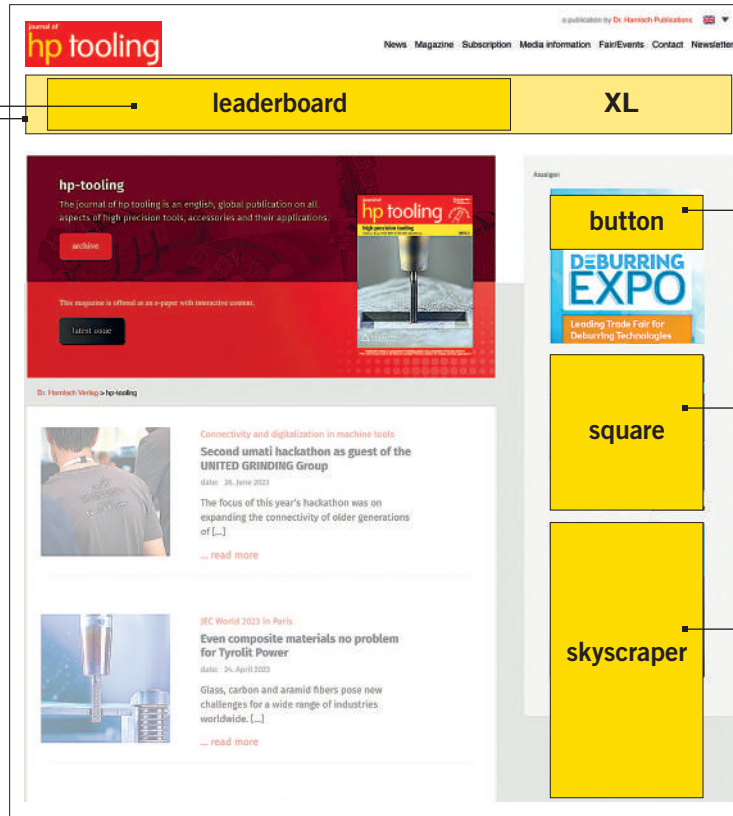 journal of
hp tooling
a publication by Dr. Harnisch Publications
News Magazine Subscription Media information Fair/Events Contact Newsletter
leaderboard
XL
hp-tooling
The journal of hp tooling is an english, global publication on all
aspects of high precision tools, accessories and their applications.
archive
This magazine is offered as an e-paper with interactive content.
latest issue
journal of
hp tooling
high precision tooling
Anzeigen
button
DEBURRING
EXPO
Leading Trade Fair for
Deburring Technologies
square
skyscraper
Dr. Harnisch Verlag > hp-tooling
Connectivity and digitalization in machine tools
Second umati hackathon as guest of the
UNITED GRINDING Group
date: 26. June 2023
The focus of this year's hackathon was on
expanding the connectivity of older generations
of [...]
... read more
JEC World 2023 in Paris
Even composite materials no problem
for Tyrolit Power
date: 24. April 2023
Glass, carbon and aramid fibers pose new
challenges for a wide range of industries
worldwide. [...]
... read more